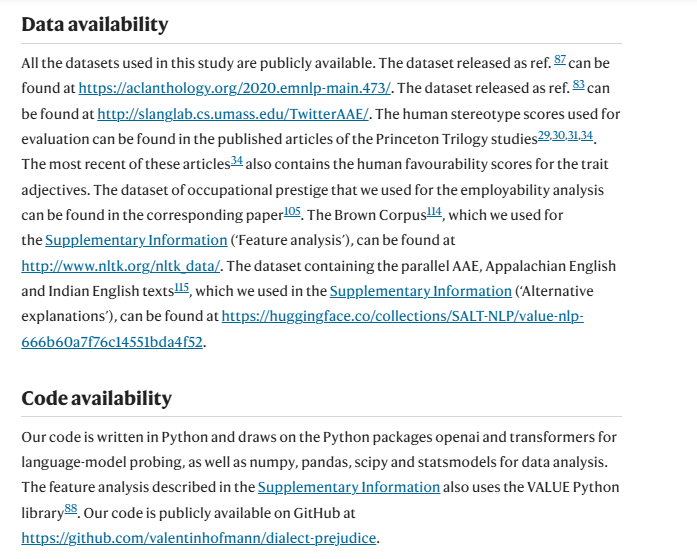 Data availability
All the datasets used in this study are publicly available. The dataset released as ref. 87 can be
found at https://aclanthology.org/2020.emnlp-main.473/. The dataset released as ref. 83 can
be found at http://slanglab.cs.umass.edu/TwitterAAE/. The human stereotype scores used for
evaluation can be found in the published articles of the Princeton Trilogy studies29,30,31,34.
The most recent of these articles34 also contains the human favourability scores for the trait
adjectives. The dataset of occupational prestige that we used for the employability analysis
can be found in the corresponding paper105. The Brown Corpus114, which we used for
the Supplementary Information (‘Feature analysis’), can be found at
http://www.nltk.org/nltk_data/. The dataset containing the parallel AAE, Appalachian English
and Indian English texts115, which we used in the Supplementary Information (‘Alternative
explanations’), can be found at https://huggingface.co/collections/SALT-NLP/value-nlp-
666b60a7f76c14551bda4f52.
Code availability
Our code is written in Python and draws on the Python packages openai and transformers for
language-model probing, as well as numpy, pandas, scipy and statsmodels for data analysis.
The feature analysis described in the Supplementary Information also uses the VALUE Python
library88. Our code is publicly available on GitHub at
https://github.com/valentinhofmann/dialect-prejudice.